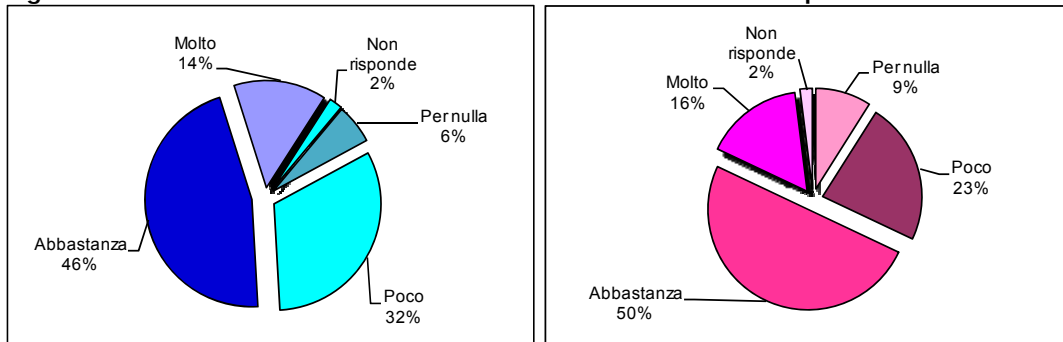 Molto
14%
Non
risponde
2%
Per nulla
6%
Abbastanza
46%
Poco
32%
Non
risponde
2%
Per nulla
9%
Molto
16%
Poco
23%
Abbastanza
50%